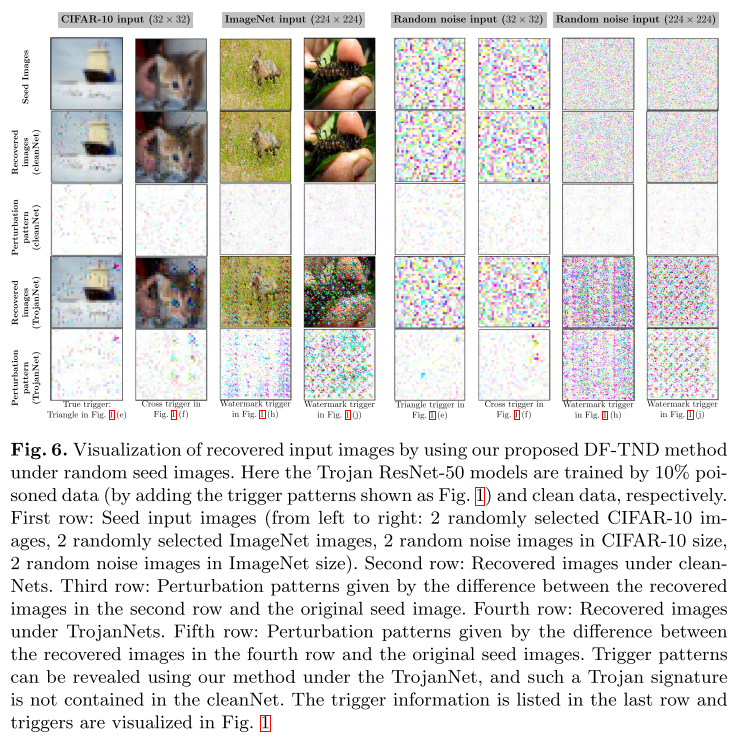 CIFAR-10 input (32 × 32)
ImageNet input (224 × 224)
Random noise input (32 × 32)
Random noise input (224 × 224)
Seed Images
Recovered
images
(cleanNet)
Perturbation
pattern
(cleanNet)
Recovered
images
(TrojanNet)
Perturbation
pattern
(TrojanNet)
True trigger:
Triangle in Fig. 1 (e)
Cross trigger in
Fig. 1 (f)
Watermark trigger
in Fig. 1 (h)
Watermark trigger
in Fig. 1 (j)
Triangle trigger in
Fig. 1 (e)
Cross trigger in
Fig. 1 (f)
Watermark trigger
in Fig. 1 (h)
Watermark trigger
in Fig. 1 (j)
Fig. 6. Visualization of recovered input images by using our proposed DF-TND method
under random seed images. Here the Trojan ResNet-50 models are trained by 10% poi-
soned data (by adding the trigger patterns shown as Fig. 1) and clean data, respectively.
First row: Seed input images (from left to right: 2 randomly selected CIFAR-10 im-
ages, 2 randomly selected ImageNet images, 2 random noise images in CIFAR-10 size,
2 random noise images in ImageNet size). Second row: Recovered images under clean-
Nets. Third row: Perturbation patterns given by the difference between the recovered
images in the second row and the original seed image. Fourth row: Recovered images
under TrojanNets. Fifth row: Perturbation patterns given by the difference between
the recovered images in the fourth row and the original seed images. Trigger patterns
can be revealed using our method under the TrojanNet, and such a Trojan signature
is not contained in the cleanNet. The trigger information is listed in the last row and
triggers are visualized in Fig. 1